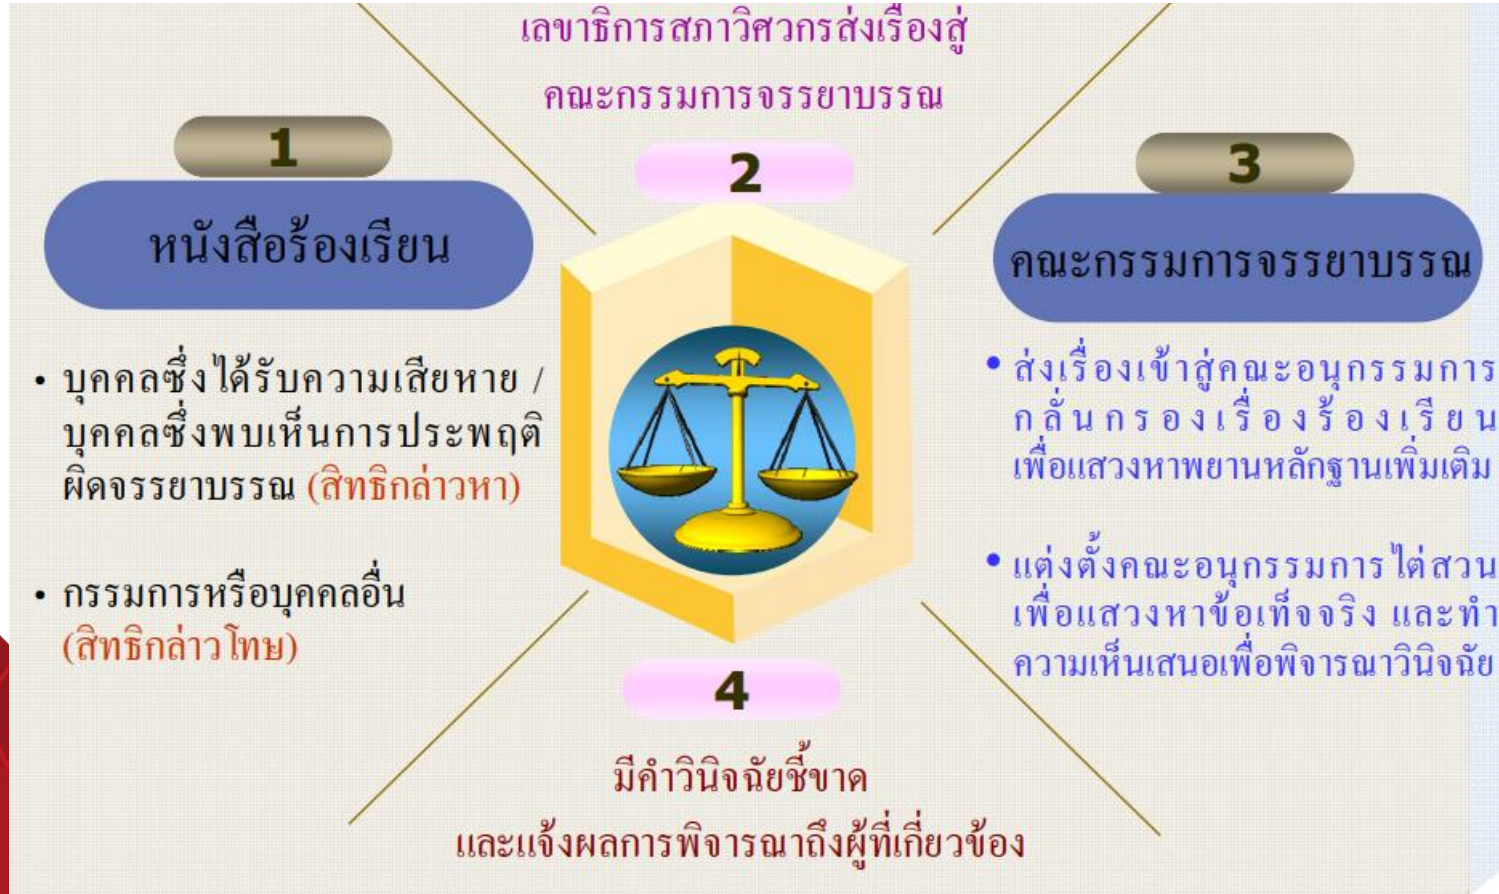 เลขาธิการสภาวิศวกรส่งเรื่องสู่
คณะกรรมการจรรยาบรรณ
1
หนังสือร้องเรียน
• บุคคลซึ่งได้รับความเสียหาย /
บุคคลซึ่งพบเห็นการประพฤติ
ผิดจรรยาบรรณ (สิทธิกล่าวหา)
• กรรมการหรือบุคคลอื่น
(สิทธิกล่าวโทษ)
2
3
คณะกรรมการจรรยาบรรณ
• ส่งเรื่องเข้าสู่คณะอนุกรรมการ
กลั่นกรองเรื่องร้องเรียน
เพื่อแสวงหาพยานหลักฐานเพิ่มเติม
• แต่งตั้งคณะอนุกรรมการไต่สวน
เพื่อแสวงหาข้อเท็จจริง และทำ
ความเห็นเสนอเพื่อพิจารณาวินิจฉัย
4
มีคำวินิจฉัยชี้ขาด
และแจ้งผลการพิจารณาถึงผู้ที่เกี่ยวข้อง